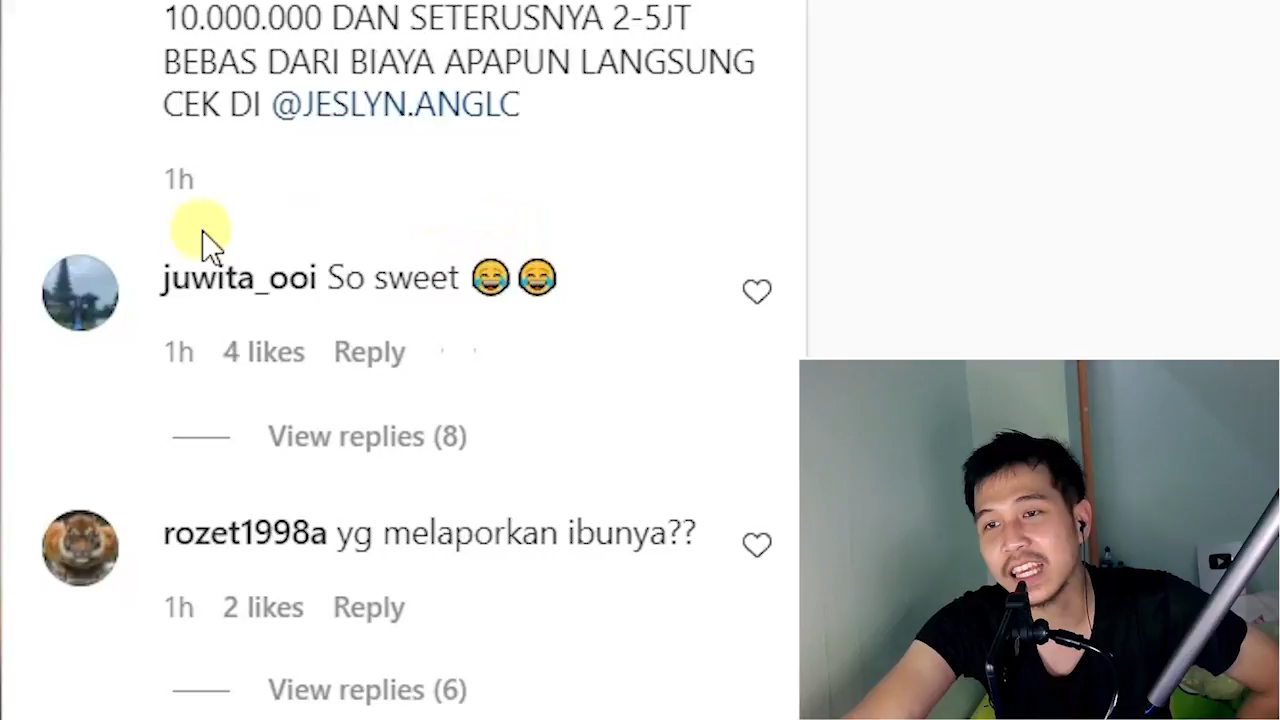 10.000.000 DAN SETERUSNYA 2-5JT
BEBAS DARI BIAYA APAPUN LANGSUNG
CEK DI @JESLYN.ANGLC
1h
juwita_ooi So sweet 😂😂
1h 4 likes Reply
View replies (8)
rozet1998a yg melaporkan ibunya??
1h 2 likes Reply
View replies (6)